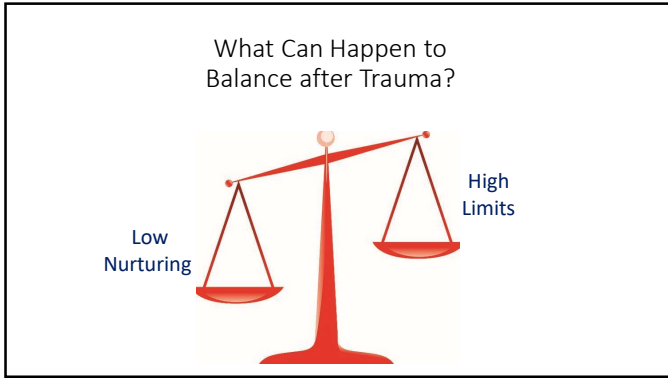 What Can Happen to
Balance after Trauma?
High
Limits
Low
Nurturing